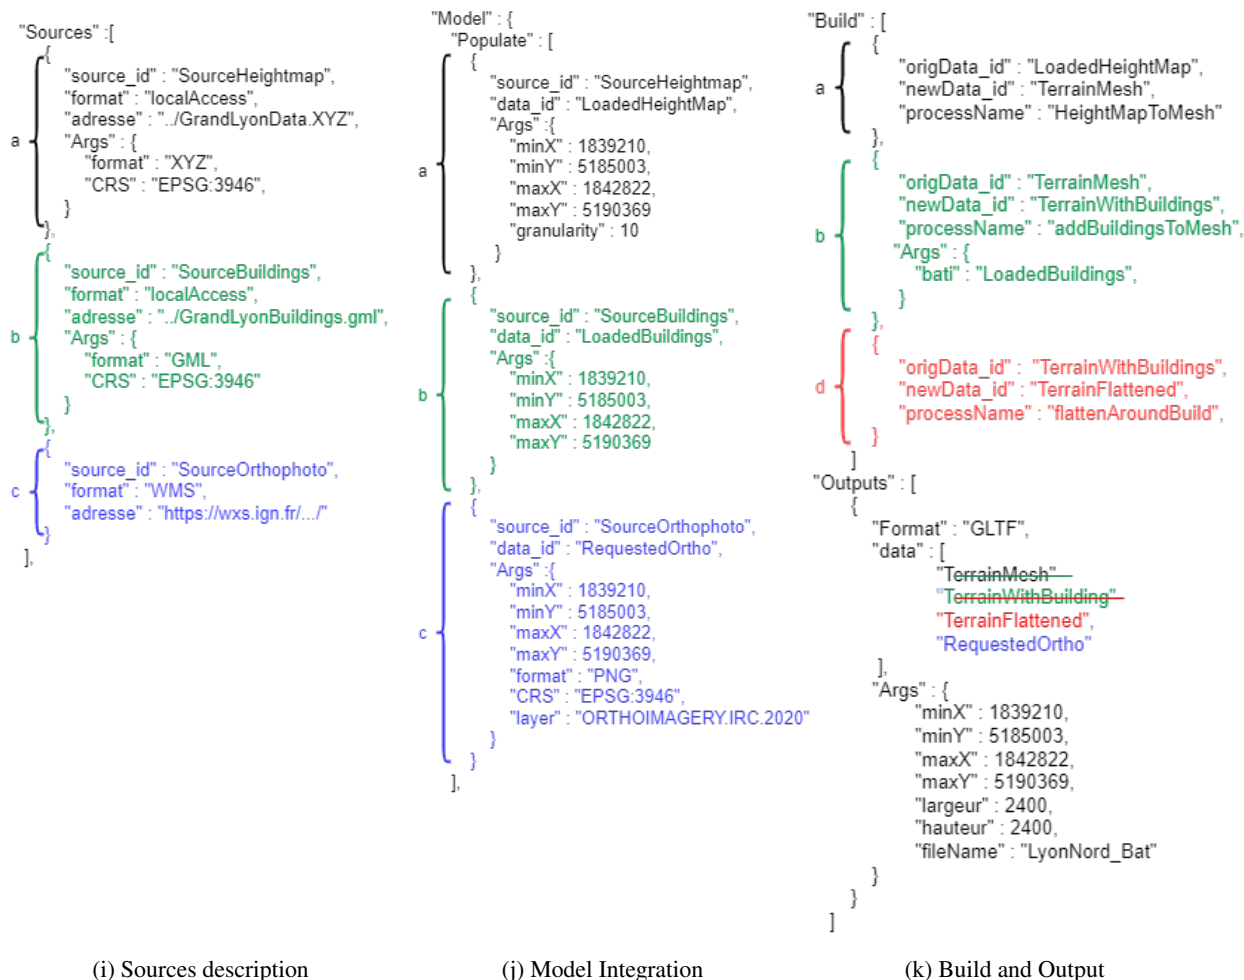 "Sources" :[
{
"source_id" : "SourceHeightmap",
"format" : "localAccess",
"adresse" : "../GrandLyonData.XYZ",
a
"Args" : {
"format" : "XYZ",
"CRS" : "EPSG:3946",
}
},
{
"source_id" : "SourceBuildings",
"format" : "localAccess",
"adresse" : "../GrandLyonBuildings.gml",
b
"Args" : {
"format" : "GML",
"CRS" : "EPSG:3946"
}
},
{
"source_id" : "SourceOrthophoto",
c
"format" : "WMS",
"adresse" : "https://wxs.ign.fr/.../"
}
],
(i) Sources description
"Model" : {
"Populate" : [
{
"source_id" : "SourceHeightmap",
"data_id" : "LoadedHeightMap",
"Args" :{
"minX" : 1839210,
"minY" : 5185003,
a
"maxX" : 1842822,
"maxY" : 5190369
"granularity" : 10
}
},
{
"source_id" : "SourceBuildings",
"data_id" : "LoadedBuildings",
"Args" :{
"minX" : 1839210,
b
"minY" : 5185003,
"maxX" : 1842822,
"maxY" : 5190369
}
},
{
"source_id" : "SourceOrthophoto",
"data_id" : "RequestedOrtho",
"Args" :{
"minX" : 1839210,
"minY" : 5185003,
c
"maxX" : 1842822,
"maxY" : 5190369,
"format" : "PNG",
"CRS" : "EPSG:3946",
"layer" : "ORTHOIMAGERY.IRC.2020"
}
}
],
(j) Model Integration
"Build" : [
{
"origData_id" : "LoadedHeightMap",
a
"newData_id" : "TerrainMesh",
"processName" : "HeightMapToMesh"
},
{
"origData_id" : "TerrainMesh",
"newData_id" : "TerrainWithBuildings",
b
"processName" : "addBuildingsToMesh",
"Args" : {
"bati" : "LoadedBuildings",
}
},
{
"origData_id" : "TerrainWithBuildings",
d
"newData_id" : "TerrainFlattened",
"processName" : "flattenAroundBuild",
}
]
"Outputs" : [
{
"Format" : "GLTF",
"data" : [
"TerrainMesh"
"TerrainWithBuilding"
"TerrainFlattened",
"RequestedOrtho"
],
"Args" : {
"minX" : 1839210,
"minY" : 5185003,
"maxX" : 1842822,
"maxY" : 5190369,
"largeur" : 2400,
"hauteur" : 2400,
"fileName" : "LyonNord_Bat"
}
}
]
(k) Build and Output